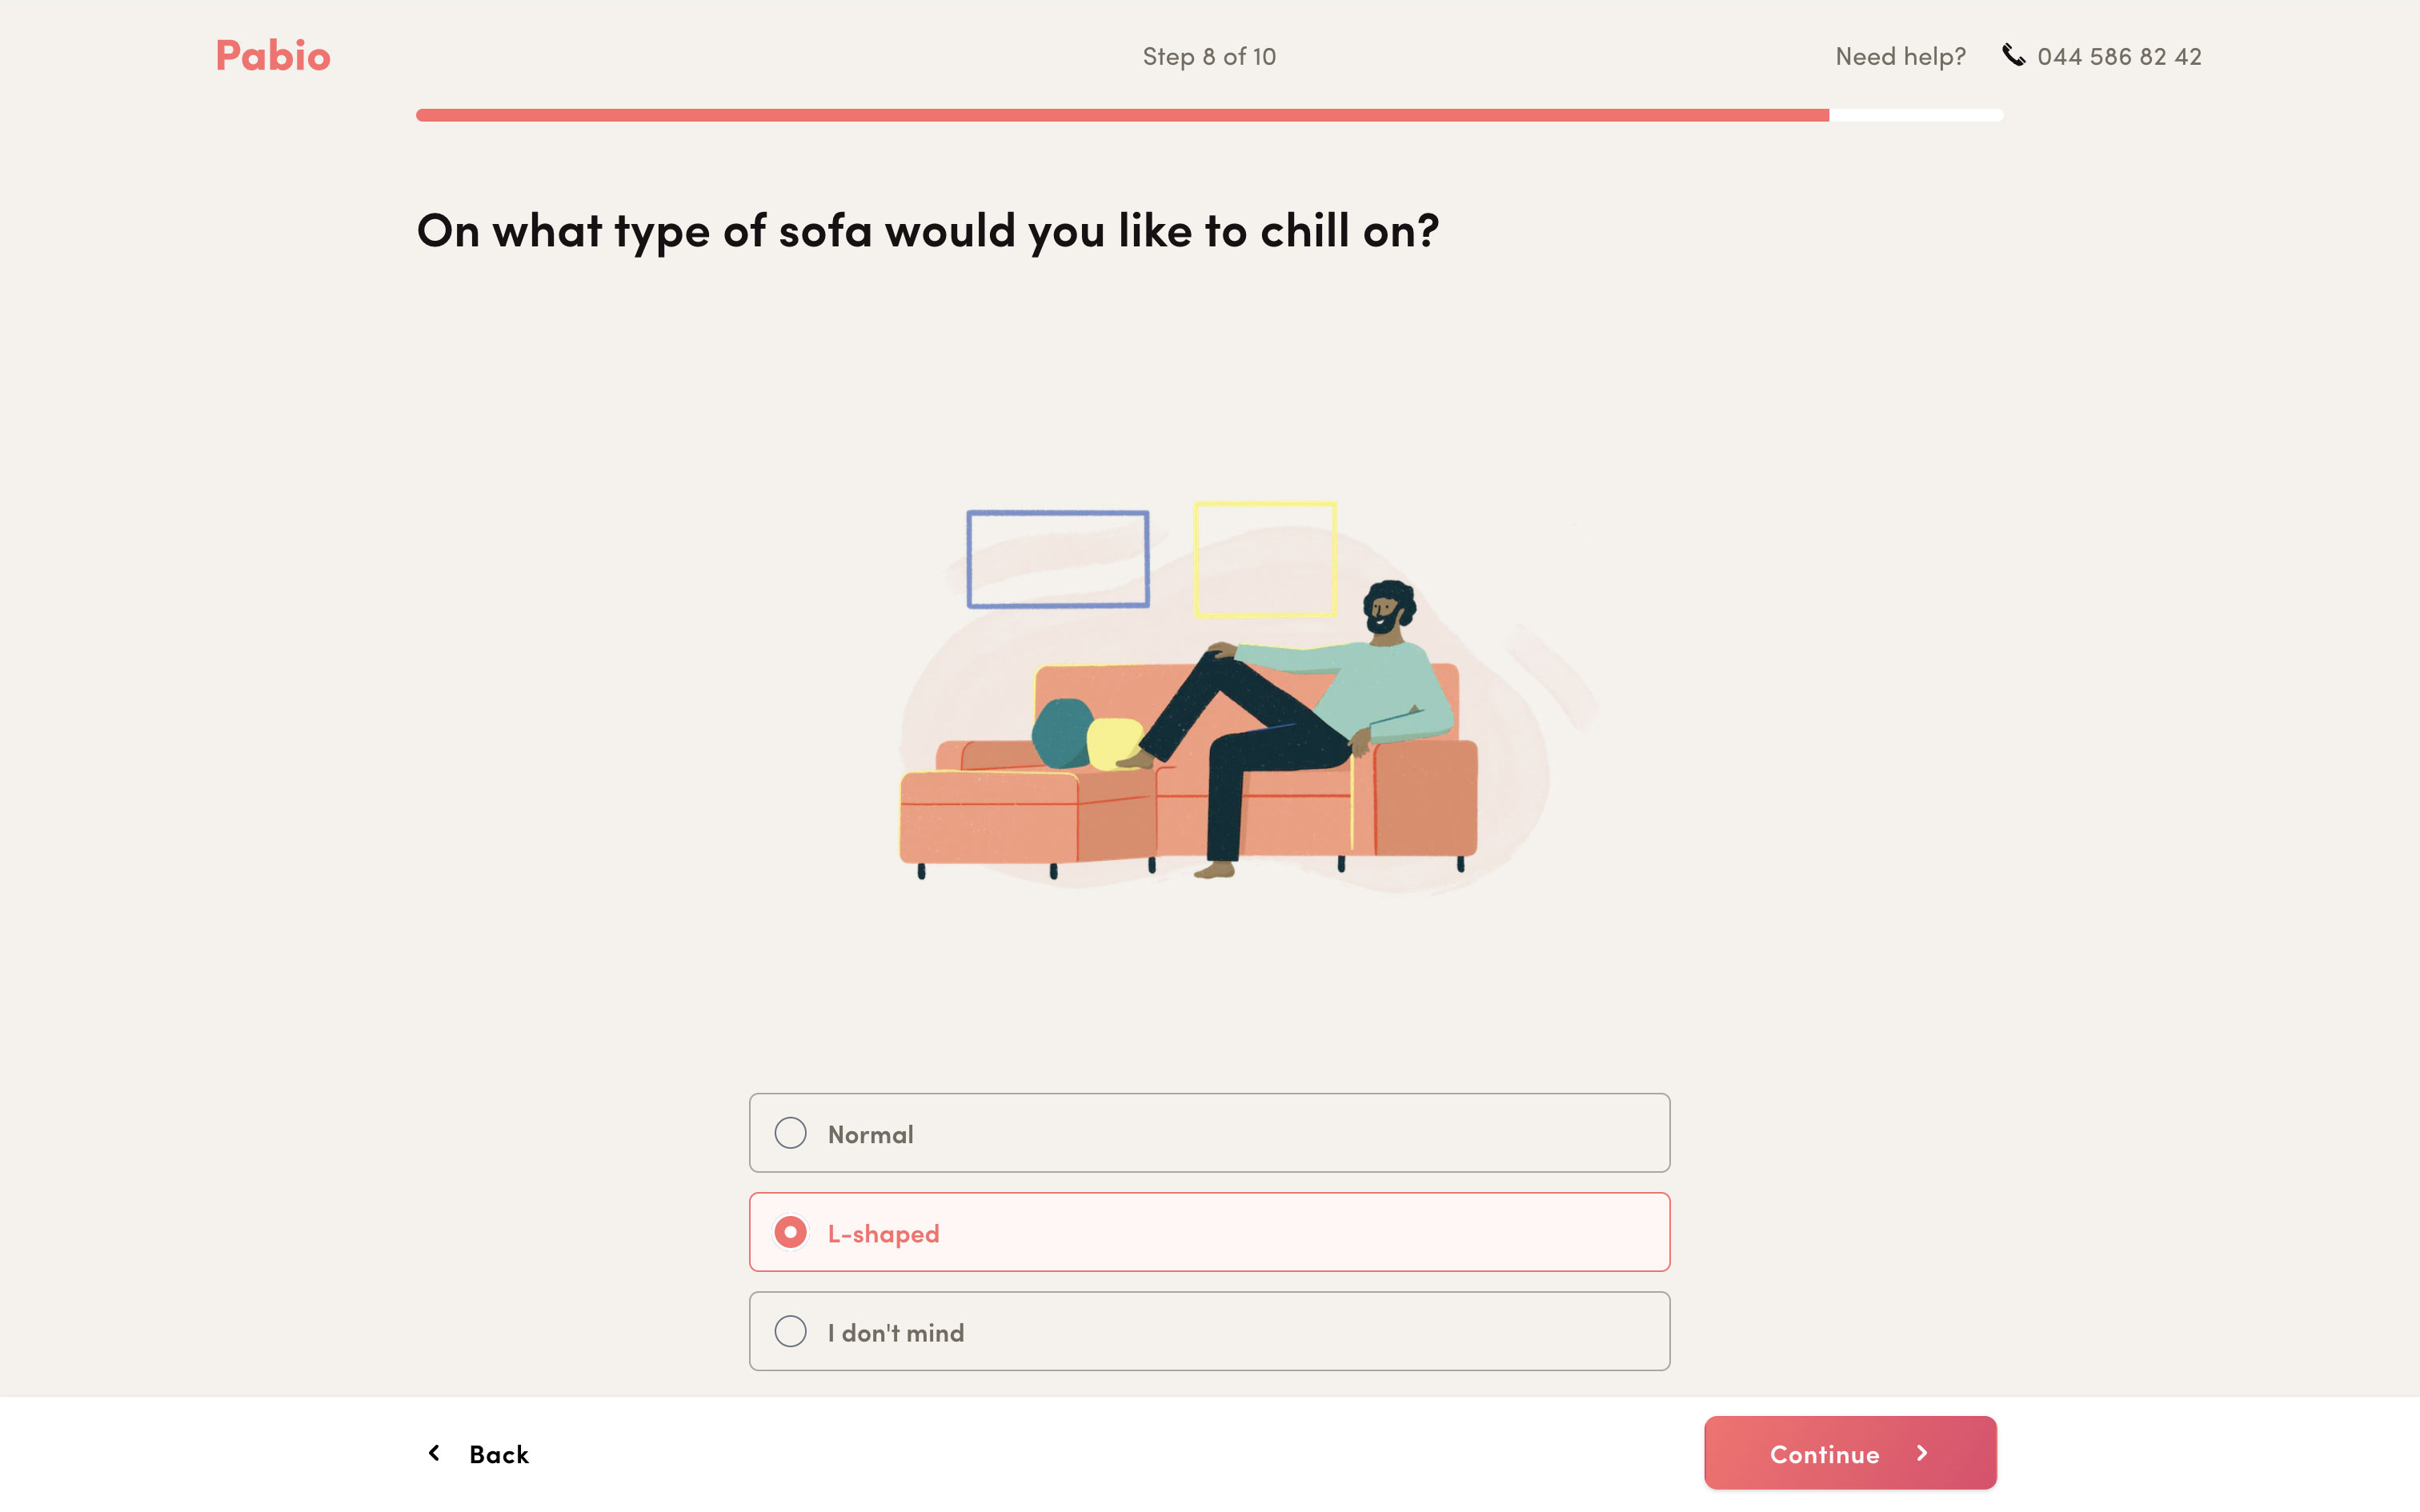 Pabio
Step 8 of 10
Need help? 044 586 82 42
On what type of sofa would you like to chill on?
Normal
L-shaped
I don't mind
Back
Continue